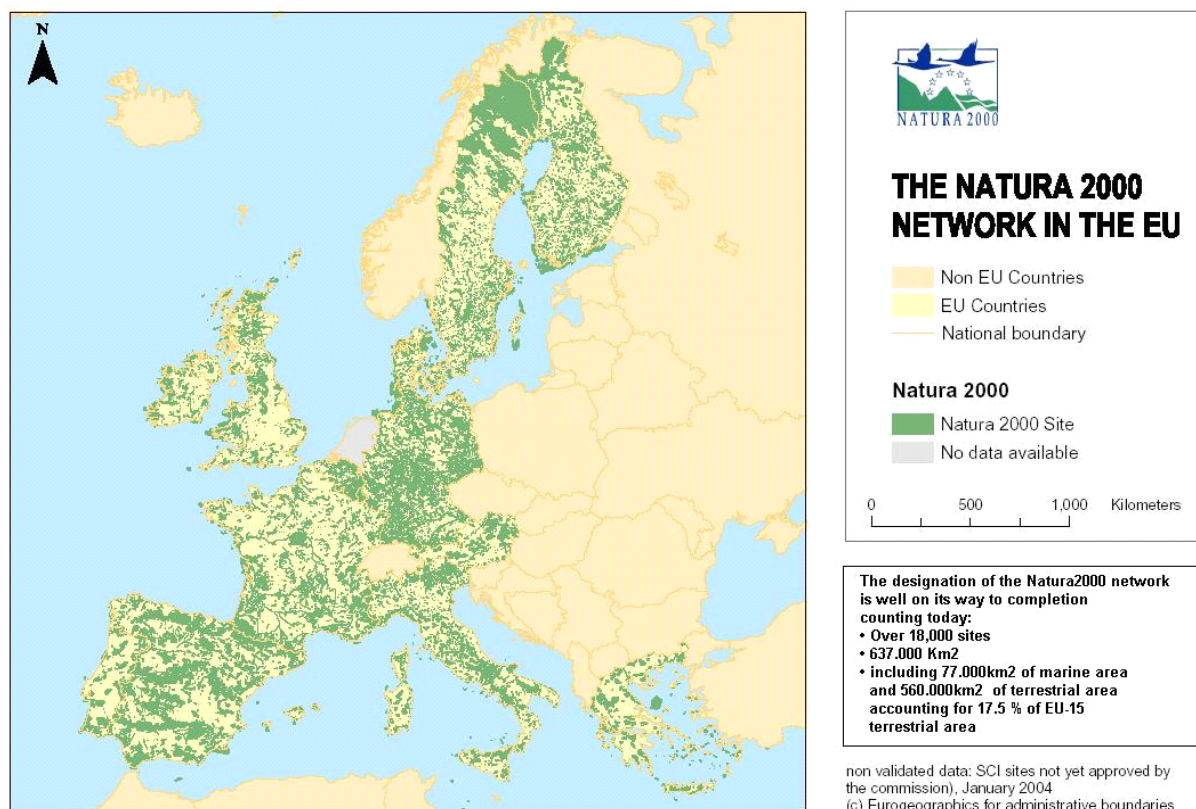 N
NATURA 2000
THE NATURA 2000
NETWORK IN THE EU
Non EU Countries
EU Countries
National boundary
Natura 2000
Natura 2000 Site
No data available
0 500 1,000 Kilometers
The designation of the Natura2000 network
is well on its way to completion
counting today:
• Over 18,000 sites
• 637.000 Km2
• including 77.000km2 of marine area
and 560.000km2 of terrestrial area
accounting for 17.5 % of EU-15
terrestrial area
non validated data: SCI sites not yet approved by
the commission), January 2004
(c) Eurogeographics for administrative boundaries